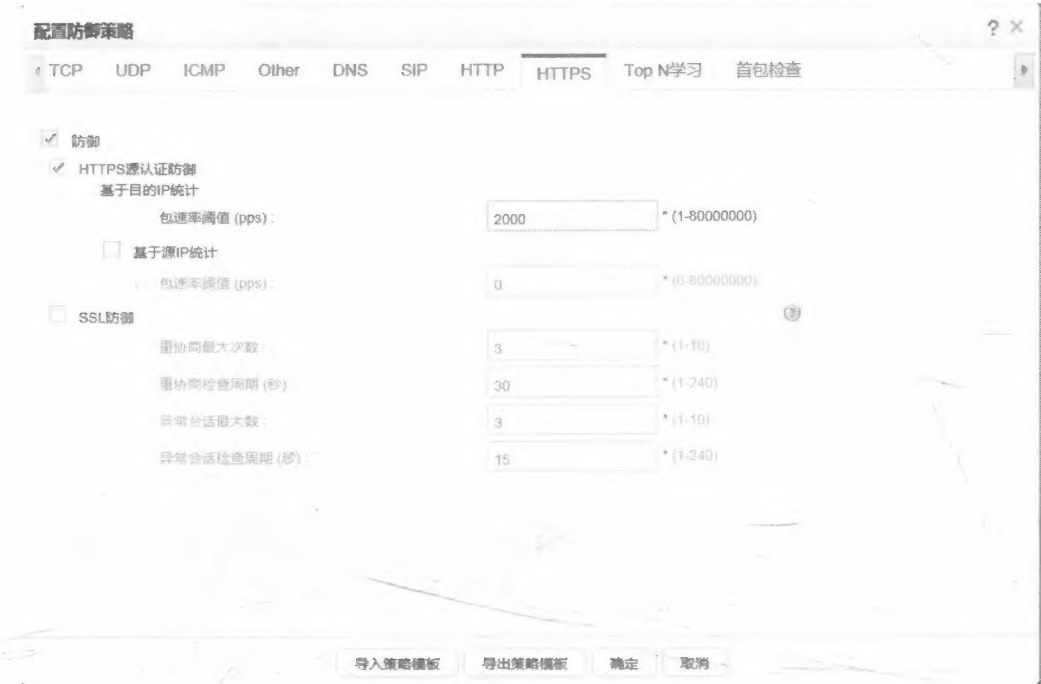 配置防御策略 ? ×
TCP UDP ICMP Other DNS SIP HTTP HTTPS Top N学习 首包检查
防御
HTTPS源认证防御
基于目的IP统计
包速率阈值 (pps) : 2000 * (1-80000000)
基于源IP统计
包速率阈值 (pps) : 0 * (0-80000000)
SSL防御 ?
重协商最大次数 : 3 * (1-10)
重协商检查周期 (秒) 30 * (1-240)
异常会话最大数 : 3 * (1-10)
异常会话检查周期 (秒) : 15 * (1-240)
导入策略模板 导出策略模板 确定 取消